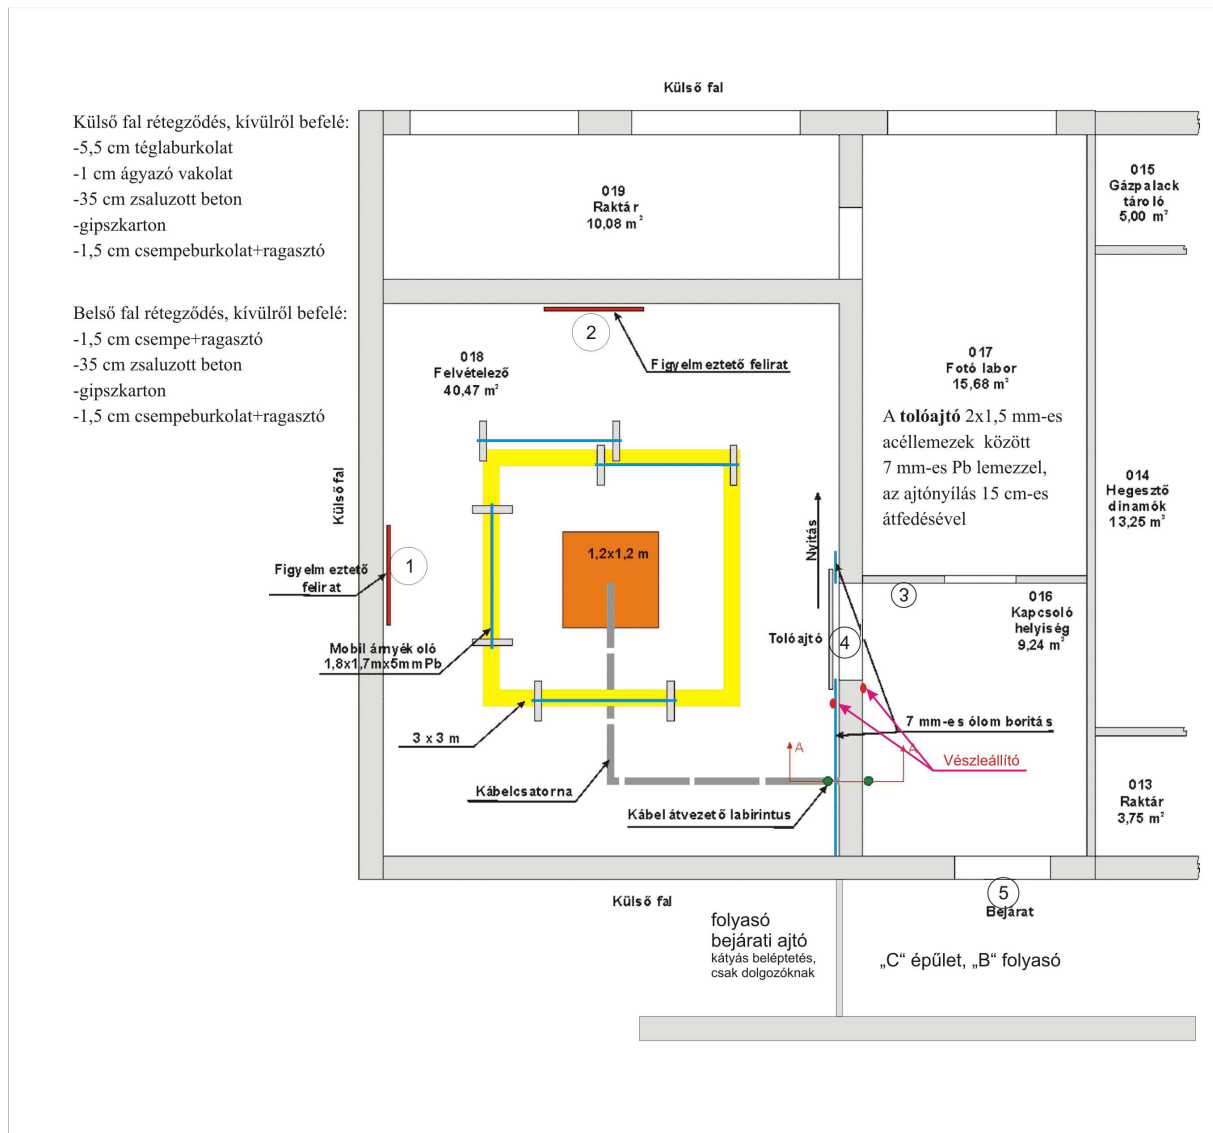 Külső fal
Külső fal rétegződés, kívülről befelé:
-5,5 cm téglaburkolat
-1 cm ágyazó vakolat
-35 cm zsaluzott beton
-gipszkarton
-1,5 cm csempeburkolat+ragasztó
Belső fal rétegződés, kívülről befelé:
-1,5 cm csempe+ragasztó
-35 cm zsaluzott beton
-gipszkarton
-1,5 cm csempeburkolat+ragasztó
019
Raktár
10,08 m²
015
Gázpalack
tároló
5,00 m²
2
Figyelmeztető felirat
018
Felvételező
40,47 m²
017
Fotó labor
15,68 m²
A tolóajtó 2x1,5 mm-es
acéllemezek között
7 mm-es Pb lemezzel,
az ajtónyílás 15 cm-es
átfedésével
014
Hegesztő
dinamók
13,25 m²
Külső fal
Nyitás
1,2x1,2 m
1
Figyelmeztető
felirat
3
016
Kapcsoló
helyiség
9,24 m²
Tolóajtó
4
Mobil árnyékoló
1,8x1,7mx5mm Pb
3 x 3 m
7 mm-es ólom borítás
A
A
Vészleállító
Kábelcsatorna
Kábel átvezető labirintus
013
Raktár
3,75 m²
Külső fal
5
Bejárat
folyasó
bejárati ajtó
kátyás beléptetés,
csak dolgozóknak
„C“ épület, „B“ folyasó